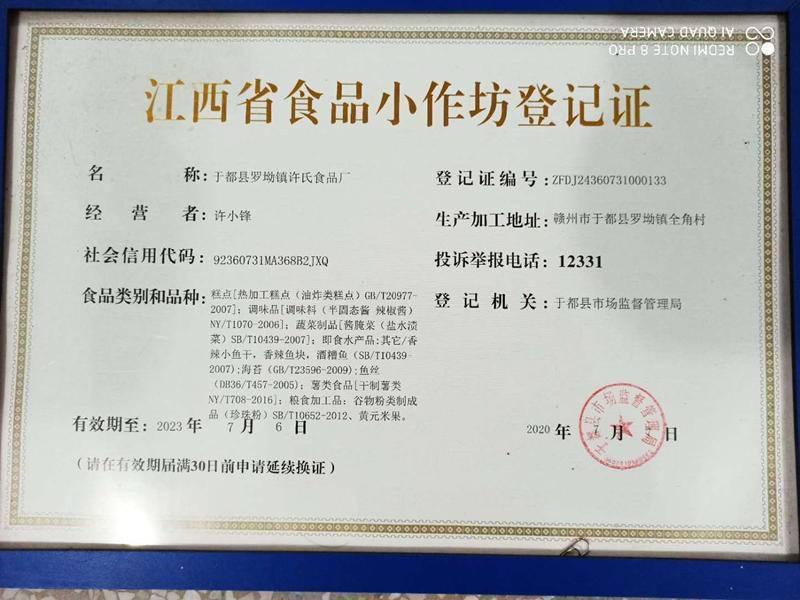 REDMI NOTE 8 PRO
AI QUAD CAMERA
江西省食品小作坊登记证
名 称：于都县罗坳镇许氏食品厂
经 营 者：许小锋
社会信用代码：92360731MA368B2JXQ
食品类别和品种：糕点[热加工糕点（油炸类糕点）GB/T20977-
2007]；调味品[调味料（半固态酱 辣椒酱）
NY/T1070-2006]；蔬菜制品[酱腌菜（盐水渍
菜）SB/T10439-2007]；即食水产品;其它/香
辣小鱼干，香辣鱼块，酒糟鱼（SB/T10439-
2007);海苔（GB/T23596-2009);鱼丝
（DB36/T457-2005）；薯类食品[干制薯类
NY/T708-2016]；粮食加工品：谷物粉类制成
品（珍珠粉）SB/T10652-2012、黄元米果。
有效期至：2023 年 7 月 6 日
（请在有效期届满30日前申请延续换证）
登记证编号：ZFDJ24360731000133
生产加工地址：赣州市于都县罗坳镇全角村
投诉举报电话：12331
登 记 机 关：于都县市场监督管理局
2020 年 7 月 日
于都县市场监督管理局